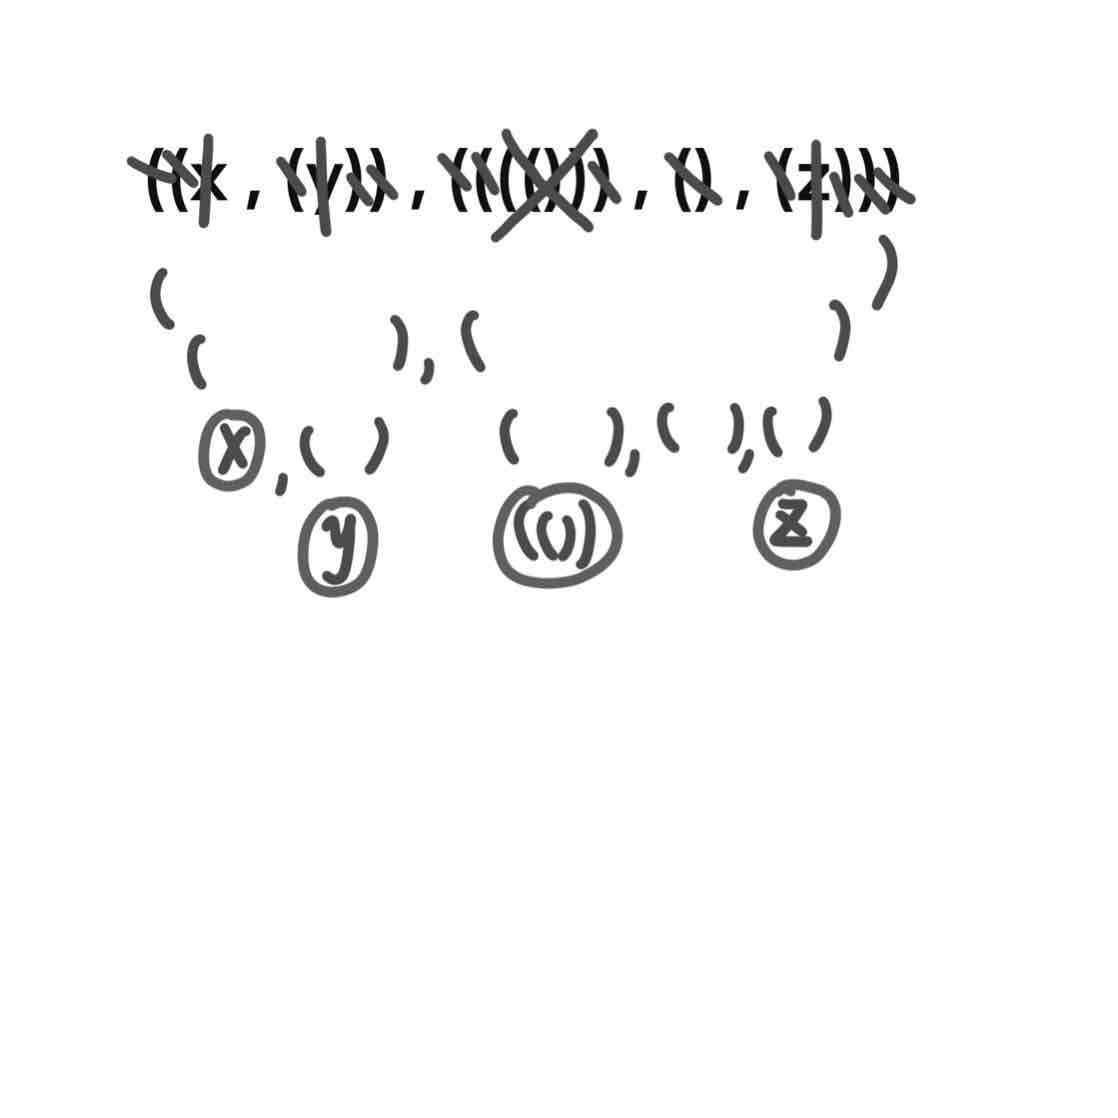 ((x , (y)) , (((())) , () , (z)))
( )
( ) , ( )
x , ( ) ( ) , ( ) , ( )
y (()) z